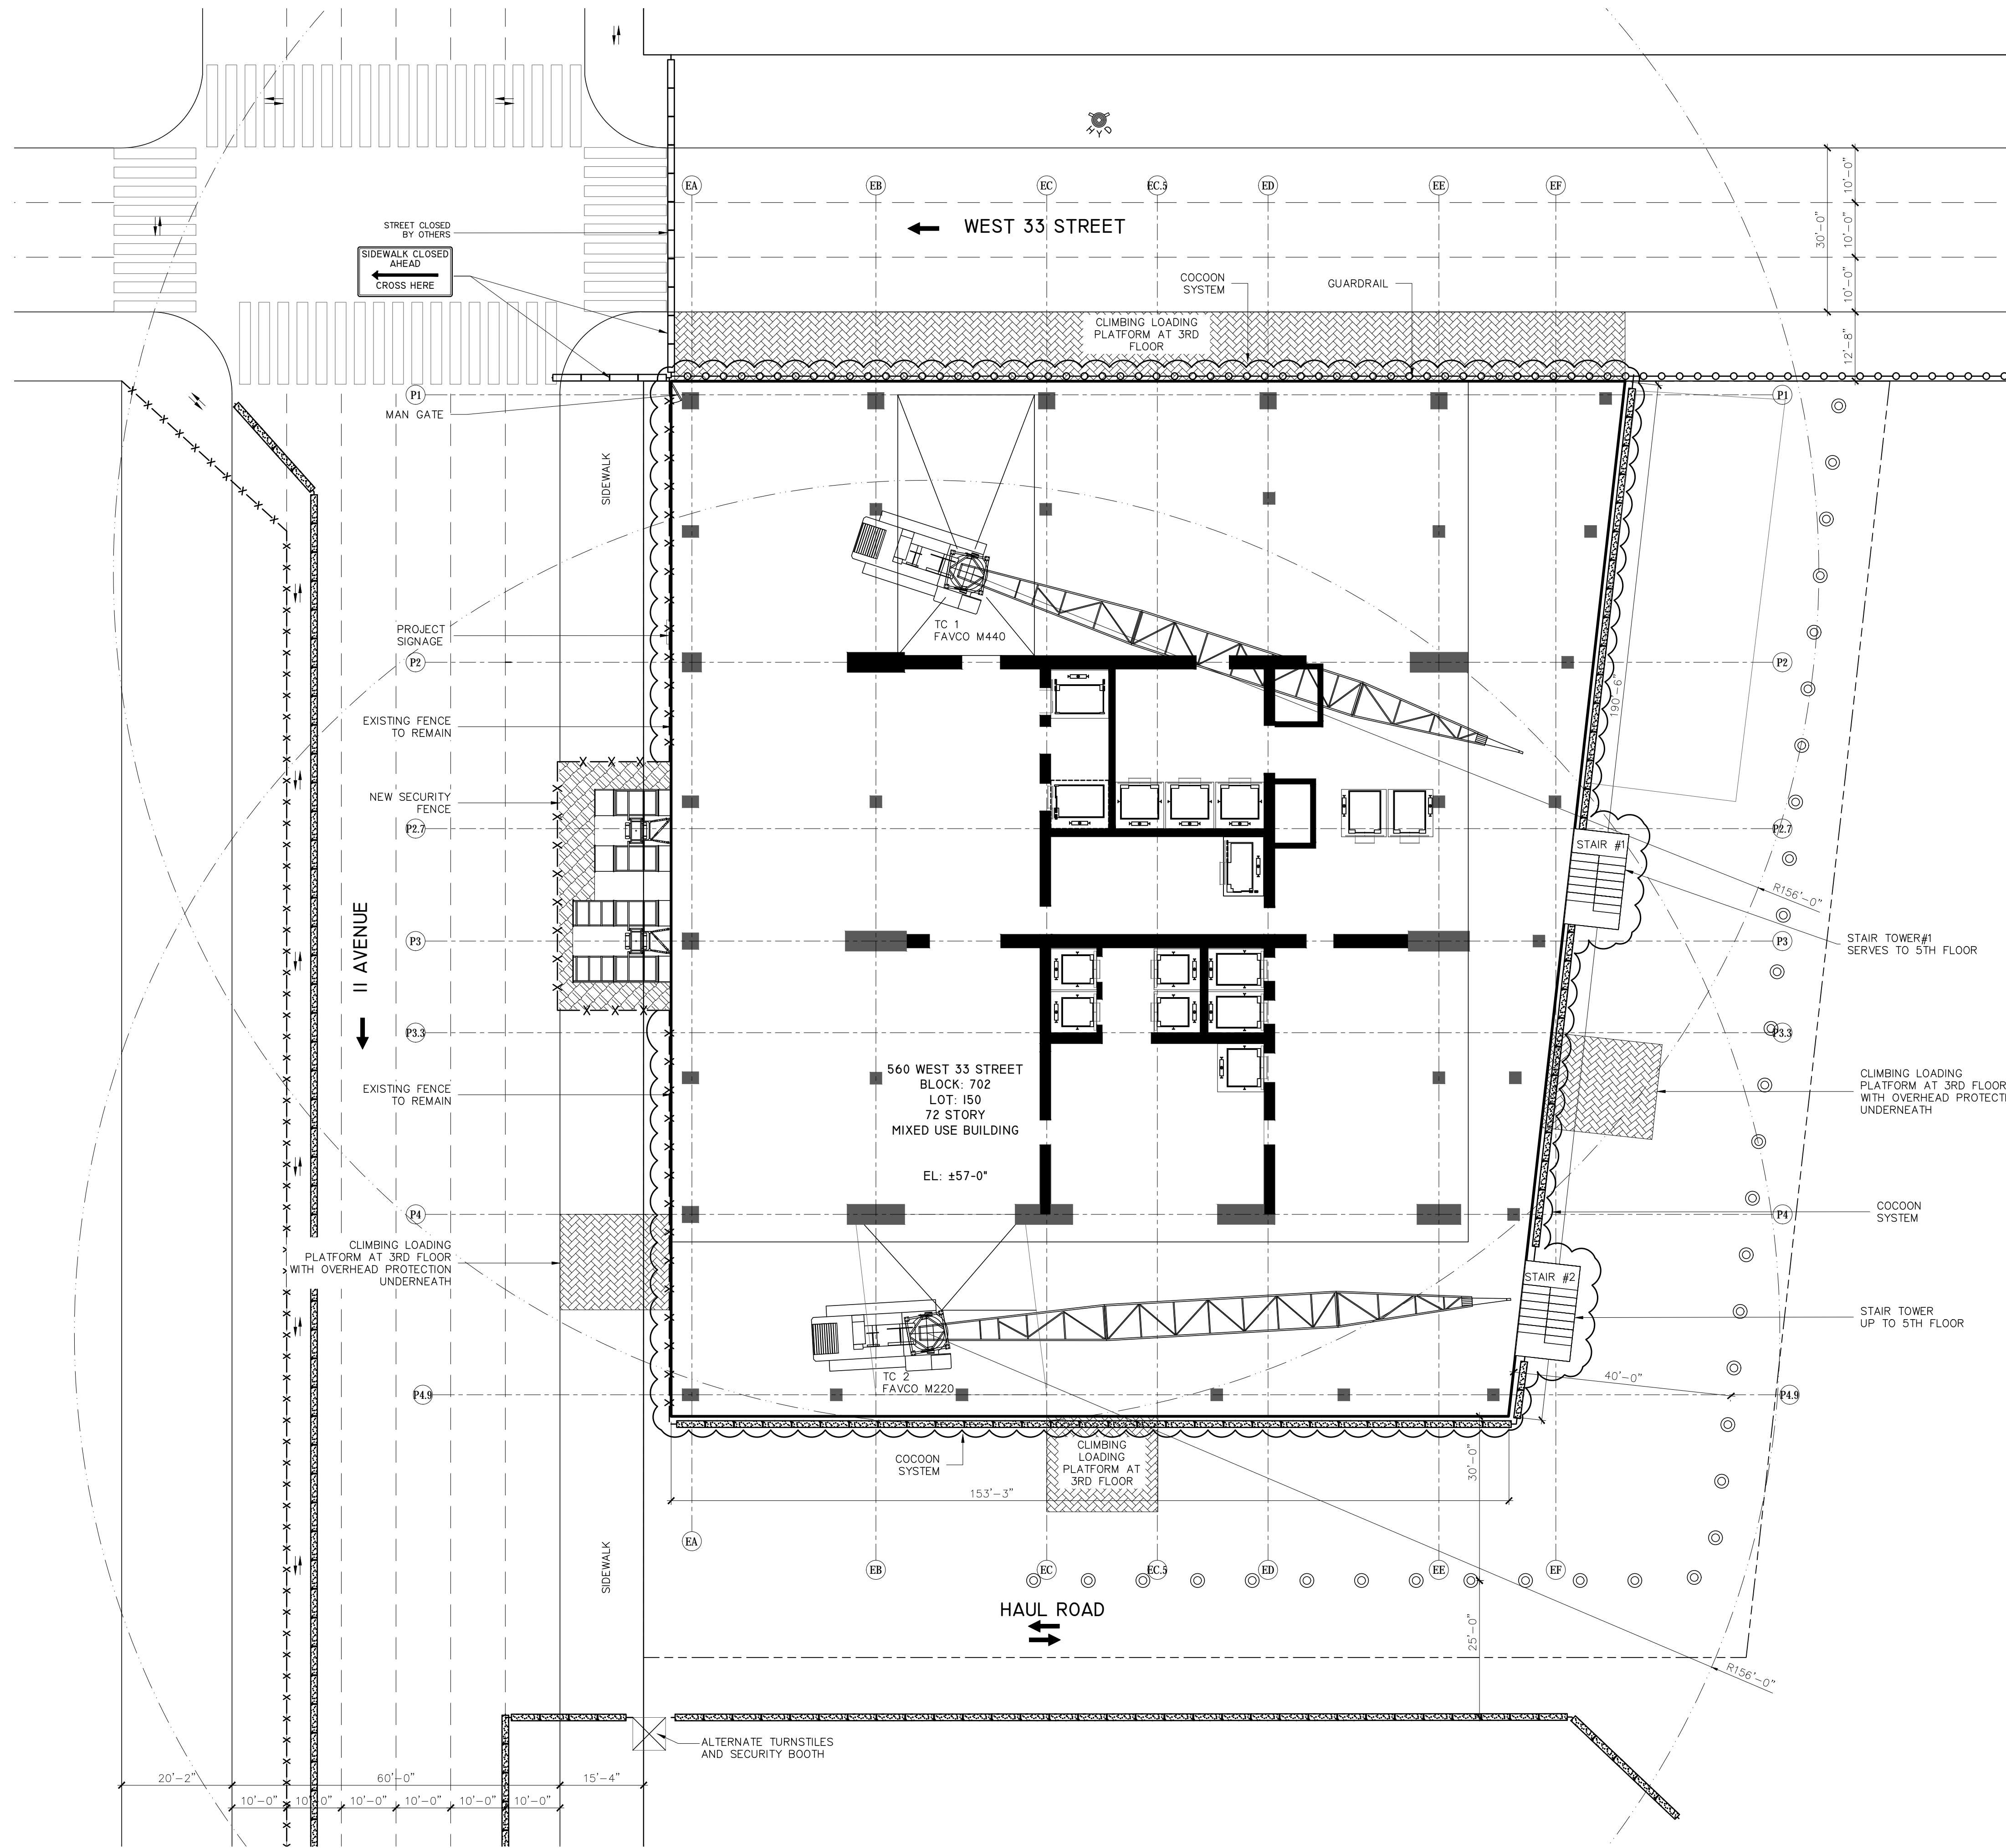 HYD
EA
EB
EC
EC.5
ED
EE
EF
10'-0"
10'-0"
10'-0"
30'-0"
12'-8"
WEST 33 STREET
STREET CLOSED
BY OTHERS
SIDEWALK CLOSED
AHEAD
CROSS HERE
COCOON
SYSTEM
GUARDRAIL
CLIMBING LOADING
PLATFORM AT 3RD
FLOOR
P1
P1
MAN GATE
SIDEWALK
TC 1
FAVCO M440
PROJECT
SIGNAGE
P2
P2
190'-6"
EXISTING FENCE
TO REMAIN
NEW SECURITY
FENCE
P2.7
P2.7
STAIR #1
R156'-0"
11 AVENUE
P3
P3
STAIR TOWER#1
SERVES TO 5TH FLOOR
P3.3
P3.3
560 WEST 33 STREET
BLOCK: 702
LOT: 150
72 STORY
MIXED USE BUILDING
EL: ±57-0"
EXISTING FENCE
TO REMAIN
CLIMBING LOADING
PLATFORM AT 3RD FLOOR
WITH OVERHEAD PROTECTI
UNDERNEATH
P4
P4
COCOON
SYSTEM
CLIMBING LOADING
PLATFORM AT 3RD FLOOR
WITH OVERHEAD PROTECTION
UNDERNEATH
STAIR #2
STAIR TOWER
UP TO 5TH FLOOR
TC 2
FAVCO M220
40'-0"
P4.9
P4.9
COCOON
SYSTEM
CLIMBING
LOADING
PLATFORM AT
3RD FLOOR
30'-0"
153'-3"
EA
EB
EC
EC.5
ED
EE
EF
SIDEWALK
HAUL ROAD
25'-0"
R156'-0"
ALTERNATE TURNSTILES
AND SECURITY BOOTH
20'-2"
60'-0"
15'-4"
10'-0"
10'-0"
10'-0"
10'-0"
10'-0"
10'-0"